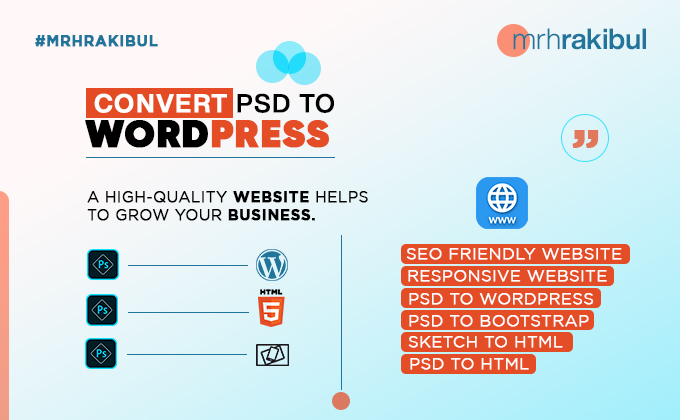 #MRHRAKIBUL
mrhrakibul
CONVERT PSD TO
WORDPRESS
A HIGH-QUALITY WEBSITE HELPS
TO GROW YOUR BUSINESS.
Ps
Ps
HTML
5
Ps
WWW
SEO FRIENDLY WEBSITE
RESPONSIVE WEBSITE
PSD TO WORDPRESS
PSD TO BOOTSTRAP
SKETCH TO HTML
PSD TO HTML